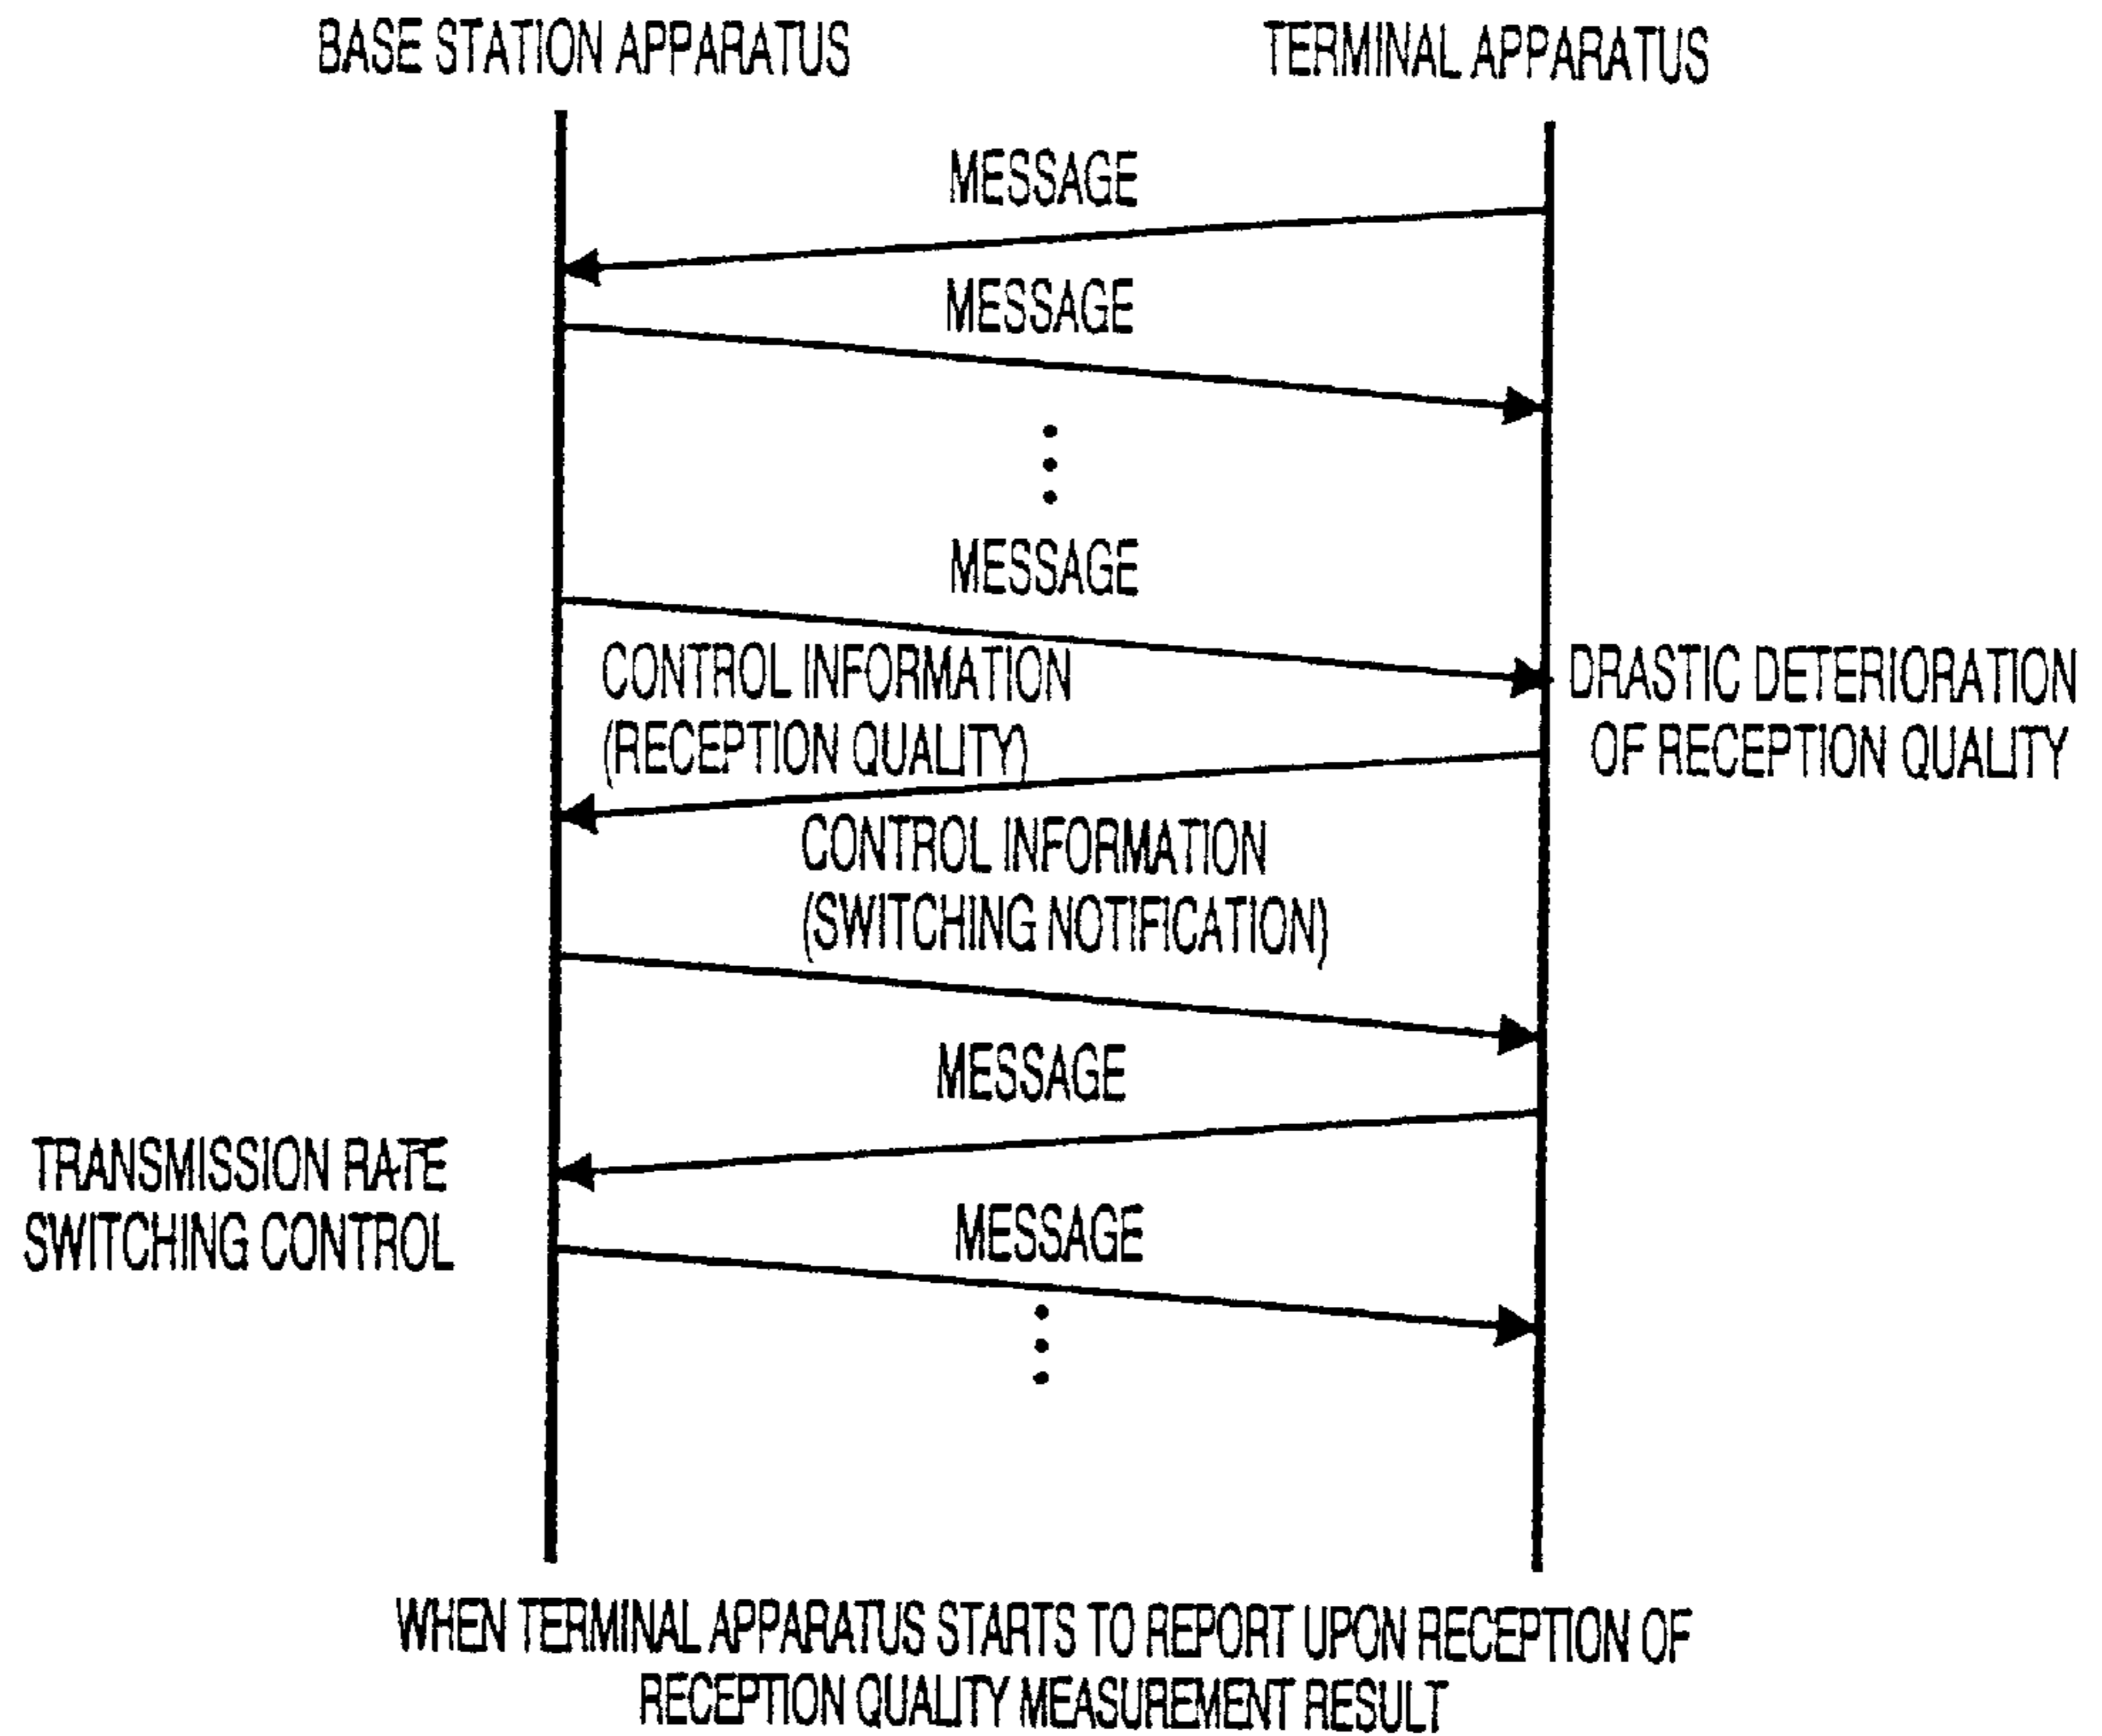 BASE STATION APPARATUS
TERMINAL APPARATUS
MESSAGE
MESSAGE
MESSAGE
CONTROL INFORMATION
(RECEPTION QUALITY)
DRASTIC DETERIORATION
OF RECEPTION QUALITY
CONTROL INFORMATION
(SWITCHING NOTIFICATION)
MESSAGE
TRANSMISSION RATE
SWITCHING CONTROL
MESSAGE
WHEN TERMINAL APPARATUS STARTS TO REPORT UPON RECEPTION OF
RECEPTION QUALITY MEASUREMENT RESULT